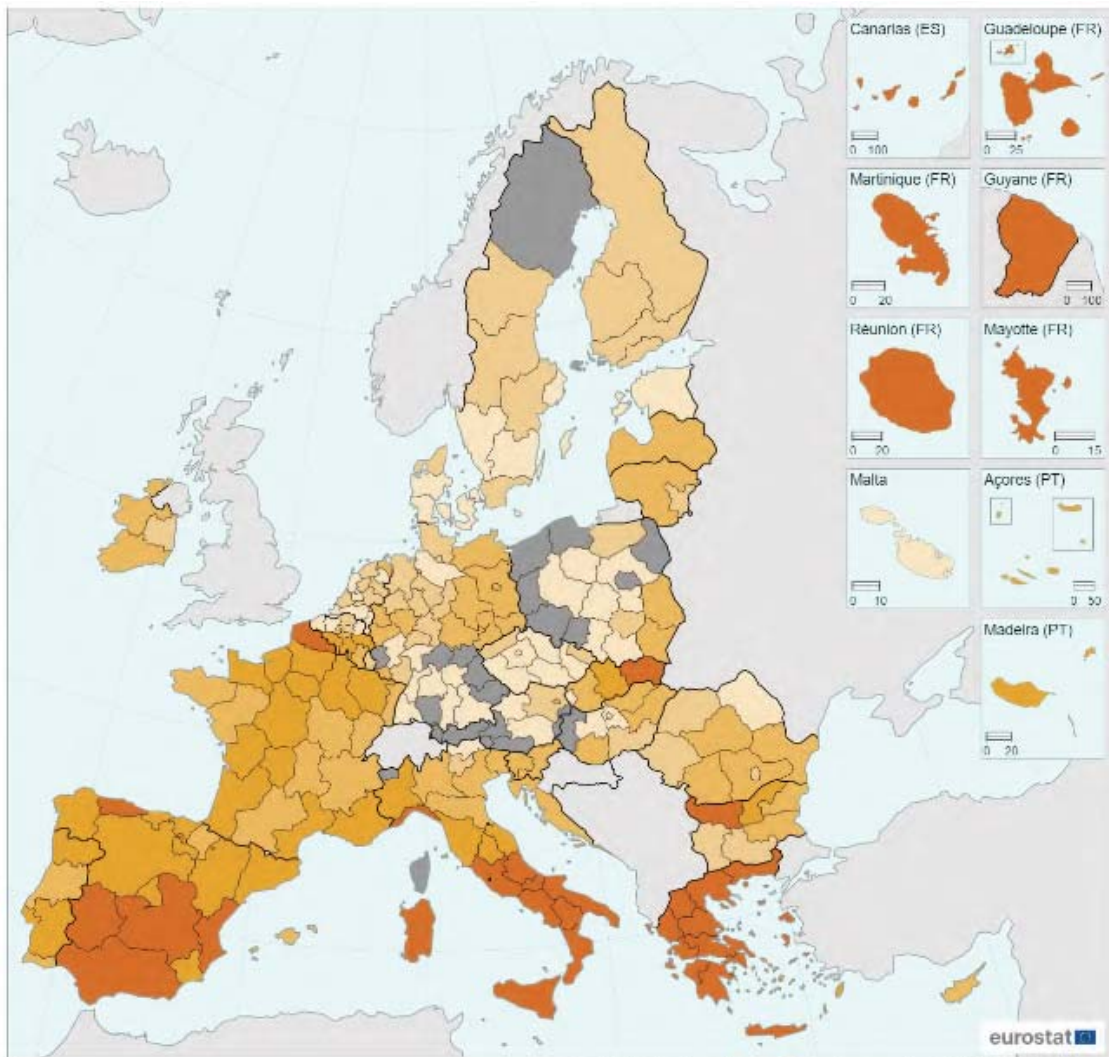 Canarias (ES)
0 100
Guadeloupe (FR)
0 25
Martinique (FR)
0 20
Guyane (FR)
0 100
Réunion (FR)
0 20
Mayotte (FR)
0 15
Malta
0 10
Açores (PT)
0 50
Madeira (PT)
0 20
eurostat